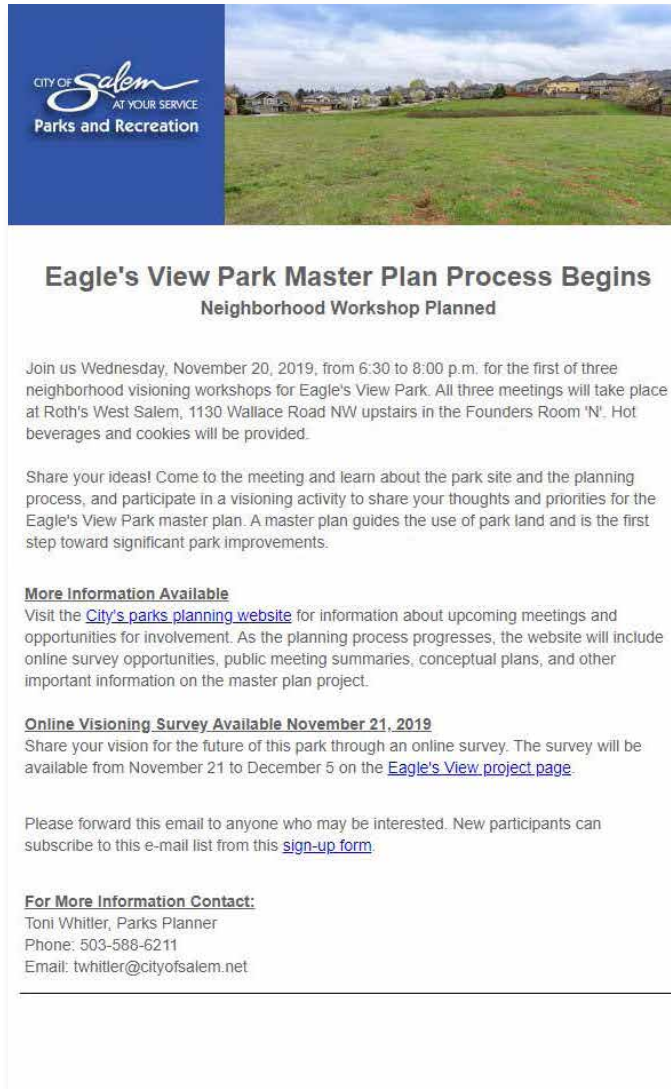 CITY OF Salem
AT YOUR SERVICE
Parks and Recreation
Eagle's View Park Master Plan Process Begins
Neighborhood Workshop Planned
Join us Wednesday, November 20, 2019, from 6:30 to 8:00 p.m. for the first of three
neighborhood visioning workshops for Eagle's View Park. All three meetings will take place
at Roth's West Salem, 1130 Wallace Road NW upstairs in the Founders Room 'N'. Hot
beverages and cookies will be provided.
Share your ideas! Come to the meeting and learn about the park site and the planning
process, and participate in a visioning activity to share your thoughts and priorities for the
Eagle's View Park master plan. A master plan guides the use of park land and is the first
step toward significant park improvements.
More Information Available
Visit the City's parks planning website for information about upcoming meetings and
opportunities for involvement. As the planning process progresses, the website will include
online survey opportunities, public meeting summaries, conceptual plans, and other
important information on the master plan project.
Online Visioning Survey Available November 21, 2019
Share your vision for the future of this park through an online survey. The survey will be
available from November 21 to December 5 on the Eagle's View project page.
Please forward this email to anyone who may be interested. New participants can
subscribe to this e-mail list from this sign-up form.
For More Information Contact:
Toni Whitler, Parks Planner
Phone: 503-588-6211
Email: twhitler@cityofsalem.net